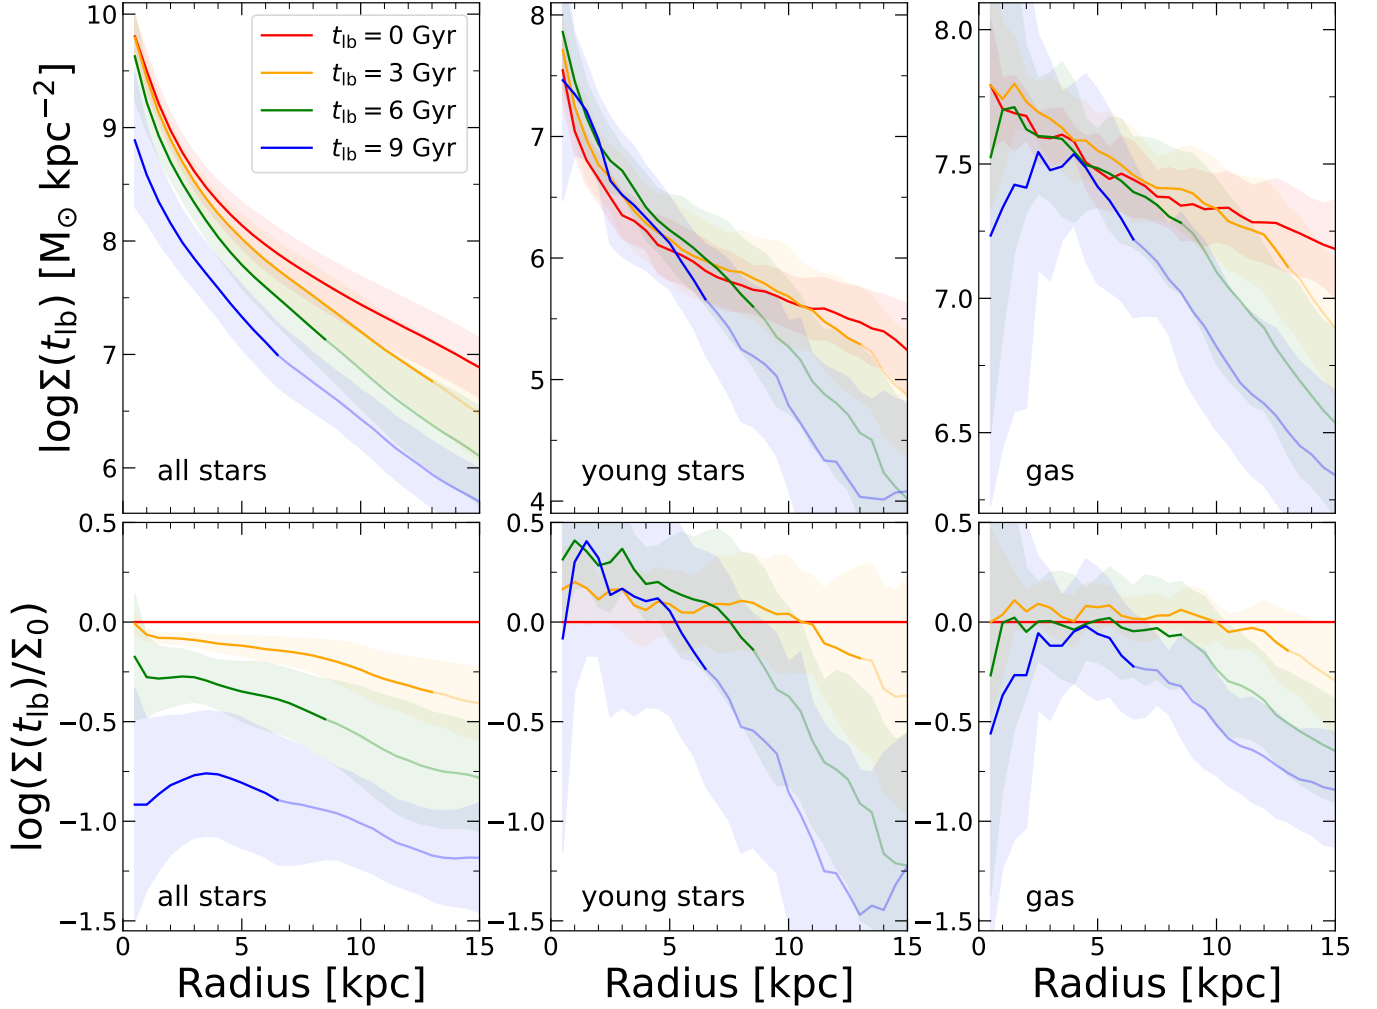 logΣ(t_lb) [M_⊙ kpc^−2]
10
9
8
7
6
t_lb = 0 Gyr
t_lb = 3 Gyr
t_lb = 6 Gyr
t_lb = 9 Gyr
all stars
8
7
6
5
4
young stars
8.0
7.5
7.0
6.5
gas
log(Σ(t_lb)/Σ_0)
0.5
0.0
−0.5
−1.0
−1.5
all stars
0 5 10 15
Radius [kpc]
0.5
0.0
−0.5
−1.0
−1.5
young stars
0 5 10 15
Radius [kpc]
0.5
0.0
−0.5
−1.0
−1.5
gas
0 5 10 15
Radius [kpc]